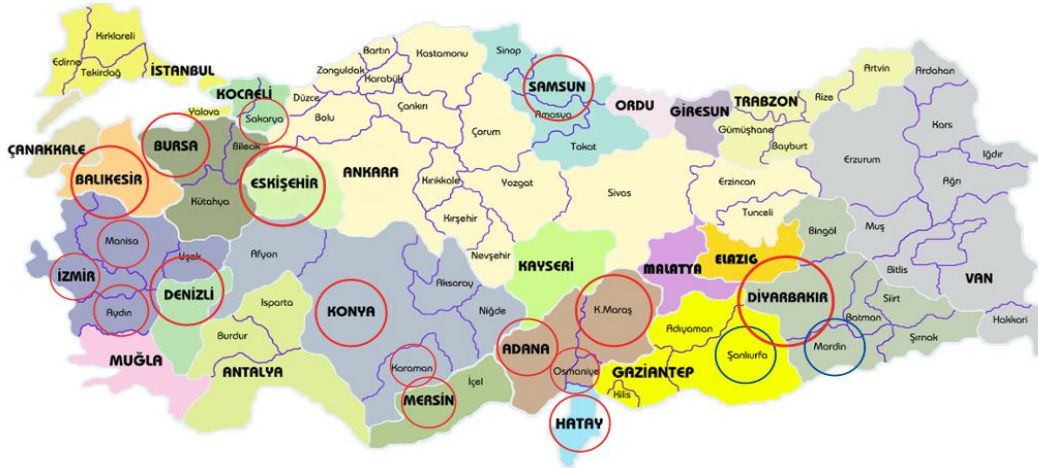 Kırklareli
Edirne
Tekirdağ
İSTANBUL
KOCAELİ
Yalova
Sakarya
Düzce
Bolu
Zonguldak
Bartın
Karabük
Kastamonu
Çankırı
Sinop
SAMSUN
Amasya
Tokat
Çorum
ORDU
GİRESUN
TRABZON
Gümüşhane
Bayburt
Rize
Artvin
Ardahan
Kars
Iğdır
Ağrı
Erzurum
Erzincan
Tunceli
ÇANAKKALE
BALIKESİR
BURSA
Bilecik
ESKİŞEHİR
Kütahya
ANKARA
Kırıkkale
Kırşehir
Yozgat
Sivas
Nevşehir
KAYSERİ
MALATYA
ELAZIG
Bingöl
Muş
Bitlis
VAN
Hakkari
Manisa
İZMİR
Aydın
Uşak
DENİZLİ
Afyon
Isparta
Burdur
MUĞLA
ANTALYA
KONYA
Aksaray
Niğde
Karaman
MERSİN
İçel
ADANA
K.Maraş
Osmaniye
HATAY
GAZİANTEP
Kilis
Adıyaman
Şanlıurfa
DİYARBAKIR
Mardin
Batman
Siirt
Şırnak